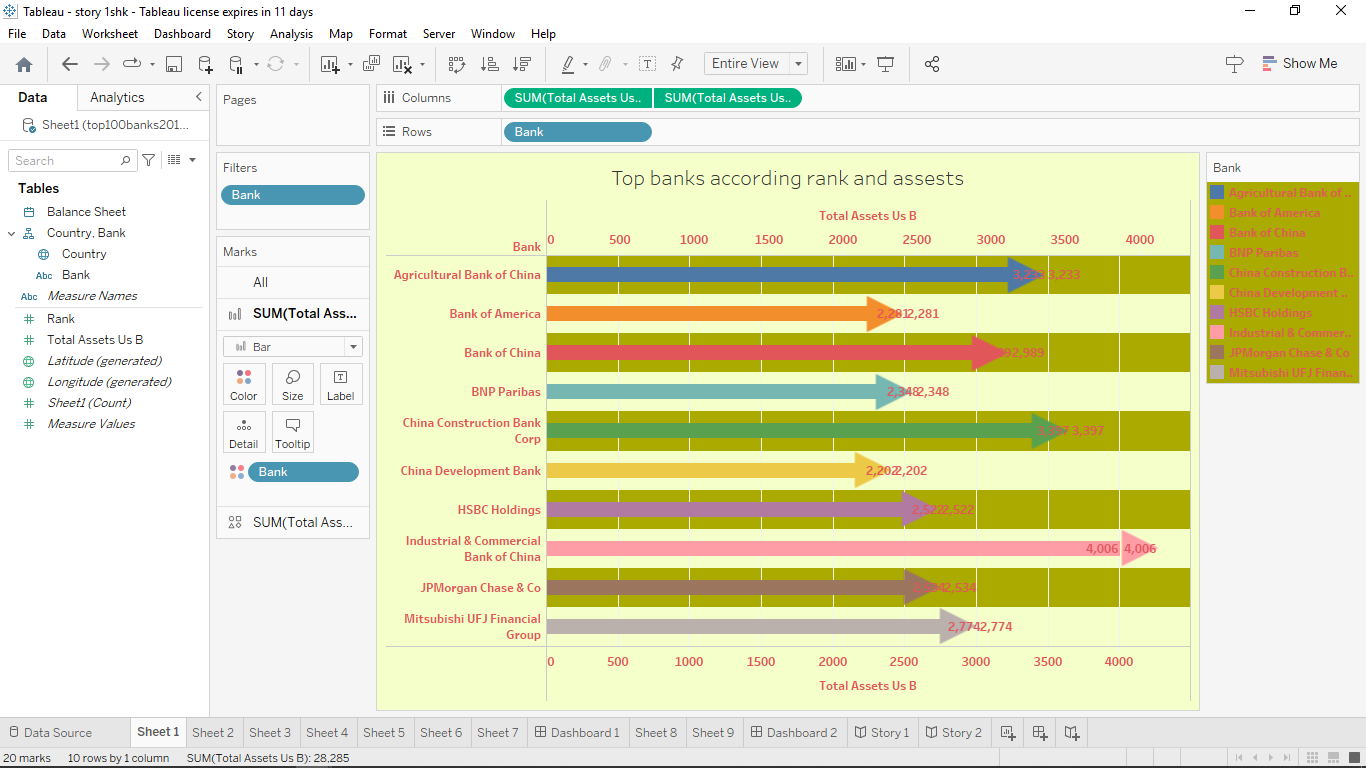 Tableau - story 1shk - Tableau license expires in 11 days
File Data Worksheet Dashboard Story Analysis Map Format Server Window Help
Entire View
Show Me
Data Analytics
Sheet1 (top100banks201...
Search
Tables
Balance Sheet
Country, Bank
Country
Abc Bank
Abc Measure Names
Rank
Total Assets Us B
Latitude (generated)
Longitude (generated)
Sheet1 (Count)
Measure Values
Pages
Filters
Bank
Marks
All
SUM(Total Ass...
Bar
Color Size Label
Detail Tooltip
Bank
SUM(Total Ass...
Columns SUM(Total Assets Us.. SUM(Total Assets Us..
Rows Bank
Top banks according rank and assests
Total Assets Us B
Bank 0 500 1000 1500 2000 2500 3000 3500 4000
Agricultural Bank of China 3,233 3,233
Bank of America 2,281 2,281
Bank of China 2,989
BNP Paribas 2,348 2,348
China Construction Bank
Corp 3,397
China Development Bank 2,202 2,202
HSBC Holdings 2,522 2,522
Industrial & Commercial
Bank of China 4,006 4,006
JPMorgan Chase & Co 2,534
Mitsubishi UFJ Financial
Group 2,774 2,774
0 500 1000 1500 2000 2500 3000 3500 4000
Total Assets Us B
Bank
Agricultural Bank of ..
Bank of America
Bank of China
BNP Paribas
China Construction B..
China Development ..
HSBC Holdings
Industrial & Commer..
JPMorgan Chase & Co
Mitsubishi UFJ Finan..
Data Source Sheet 1 Sheet 2 Sheet 3 Sheet 4 Sheet 5 Sheet 6 Sheet 7 Dashboard 1 Sheet 8 Sheet 9 Dashboard 2 Story 1 Story 2
20 marks 10 rows by 1 column SUM(Total Assets Us B): 28,285